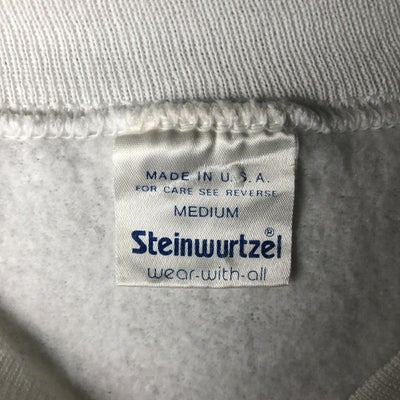 MADE IN U.S.A.
FOR CARE SEE REVERSE
MEDIUM
Steinwurtzel®
wear-with-all